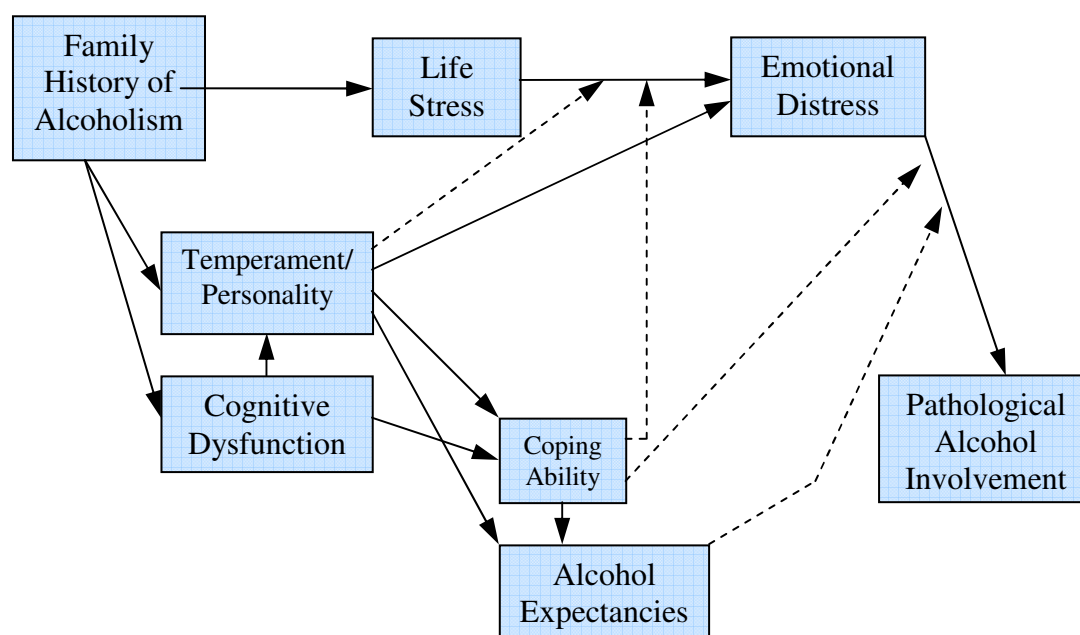 Family
History of
Alcoholism
Life
Stress
Emotional
Distress
Temperament/
Personality
Cognitive
Dysfunction
Coping
Ability
Pathological
Alcohol
Involvement
Alcohol
Expectancies